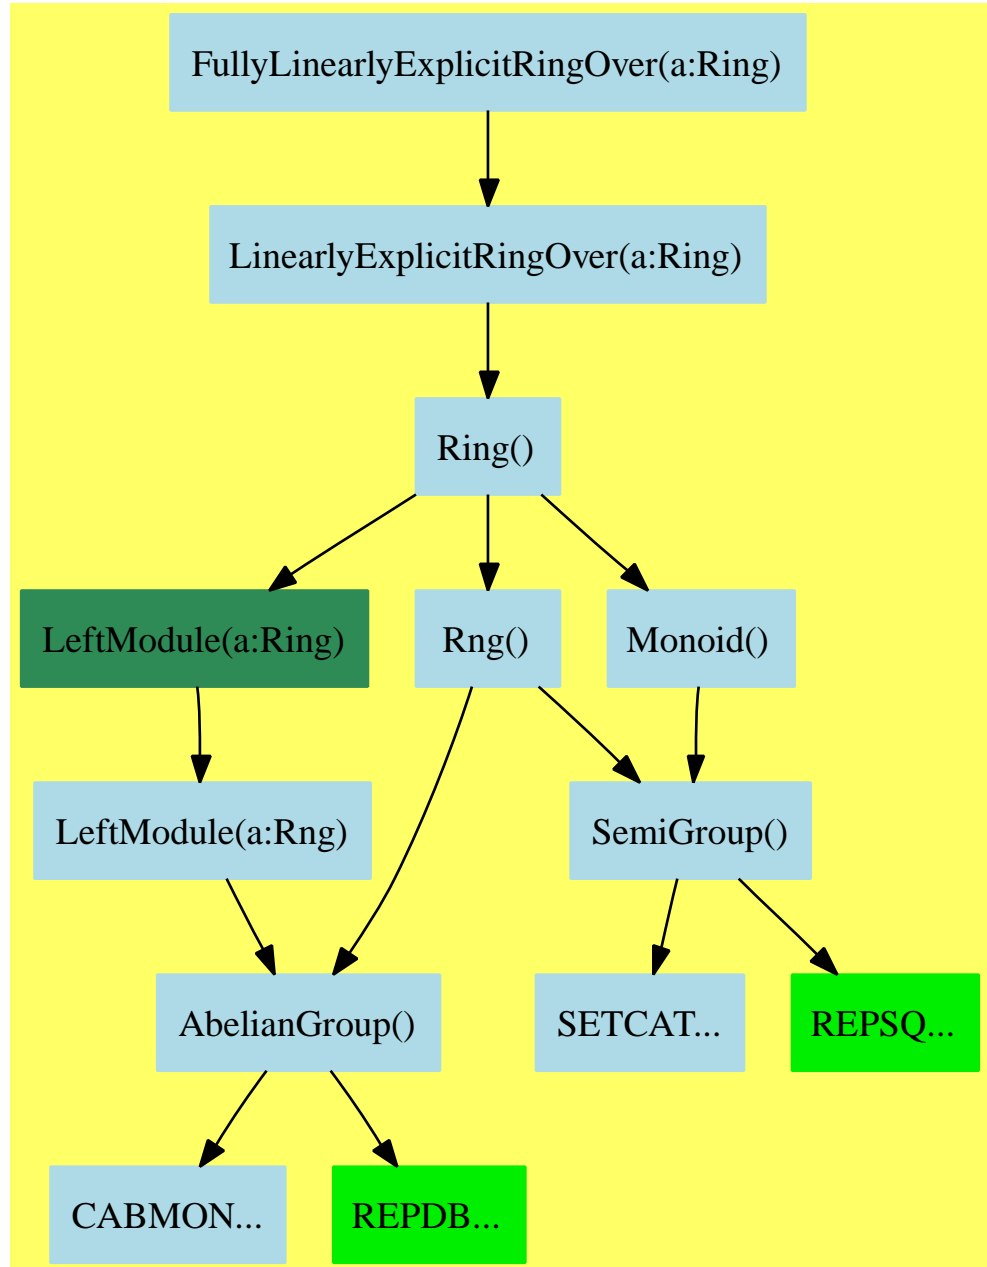 FullyLinearlyExplicitRingOver(a:Ring)
LinearlyExplicitRingOver(a:Ring)
Ring()
LeftModule(a:Ring)
Rng()
Monoid()
LeftModule(a:Rng)
SemiGroup()
AbelianGroup()
SETCAT...
REPSQ...
CABMON...
REPDB...